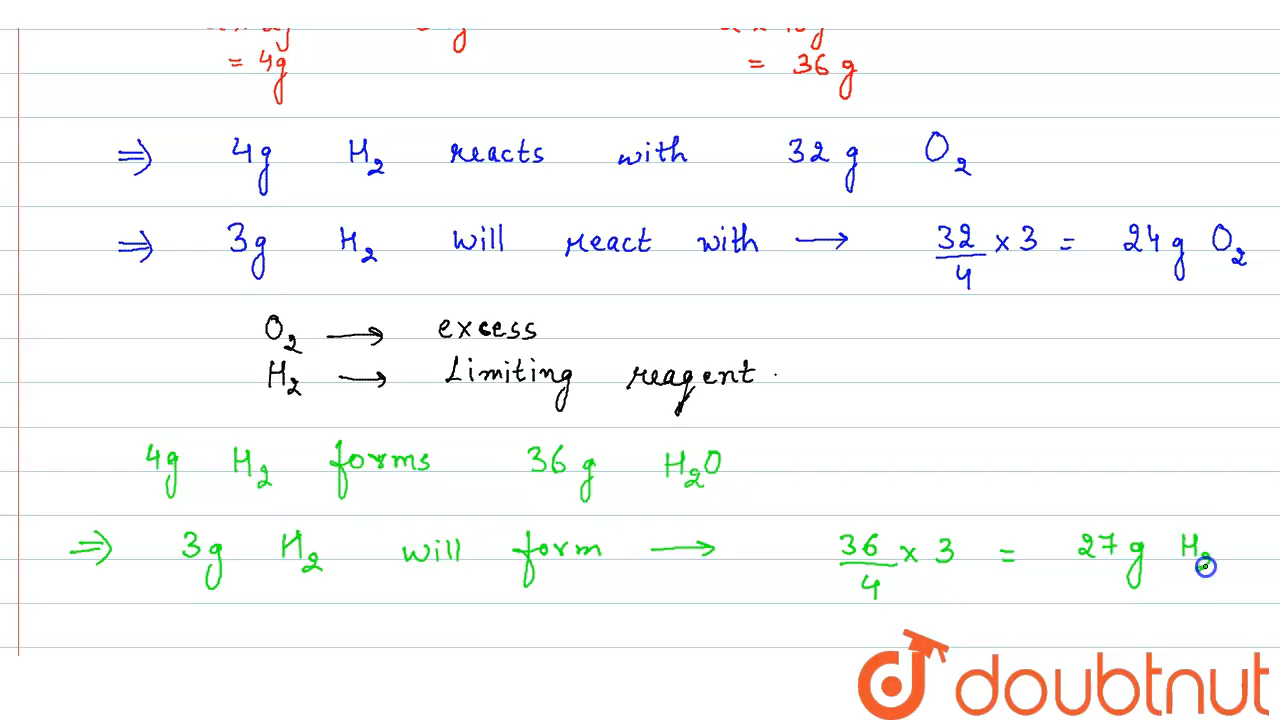 = 4g = 36 g
⇒ 4g H₂ reacts with 32 g O₂
⇒ 3g H₂ will react with ⟶ 32/4 × 3 = 24 g O₂
O₂ ⟶ excess
H₂ ⟶ Limiting reagent.
4g H₂ forms 36 g H₂O
⇒ 3g H₂ will form ⟶ 36/4 × 3 = 27 g H₂
doubtnut